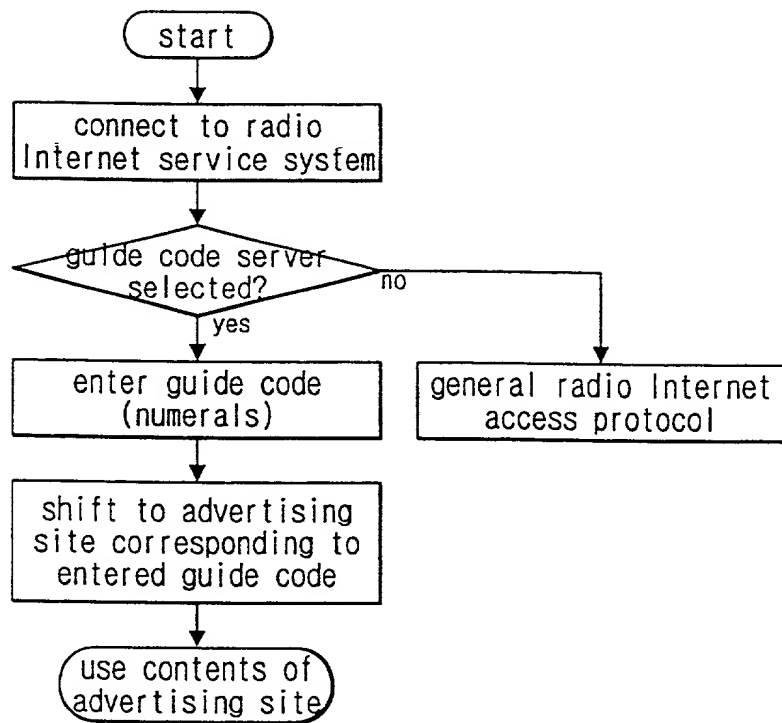 start
connect to radio
Internet service system
guide code server
selected?
no
yes
enter guide code
(numerals)
general radio Internet
access protocol
shift to advertising
site corresponding to
entered guide code
use contents of
advertising site